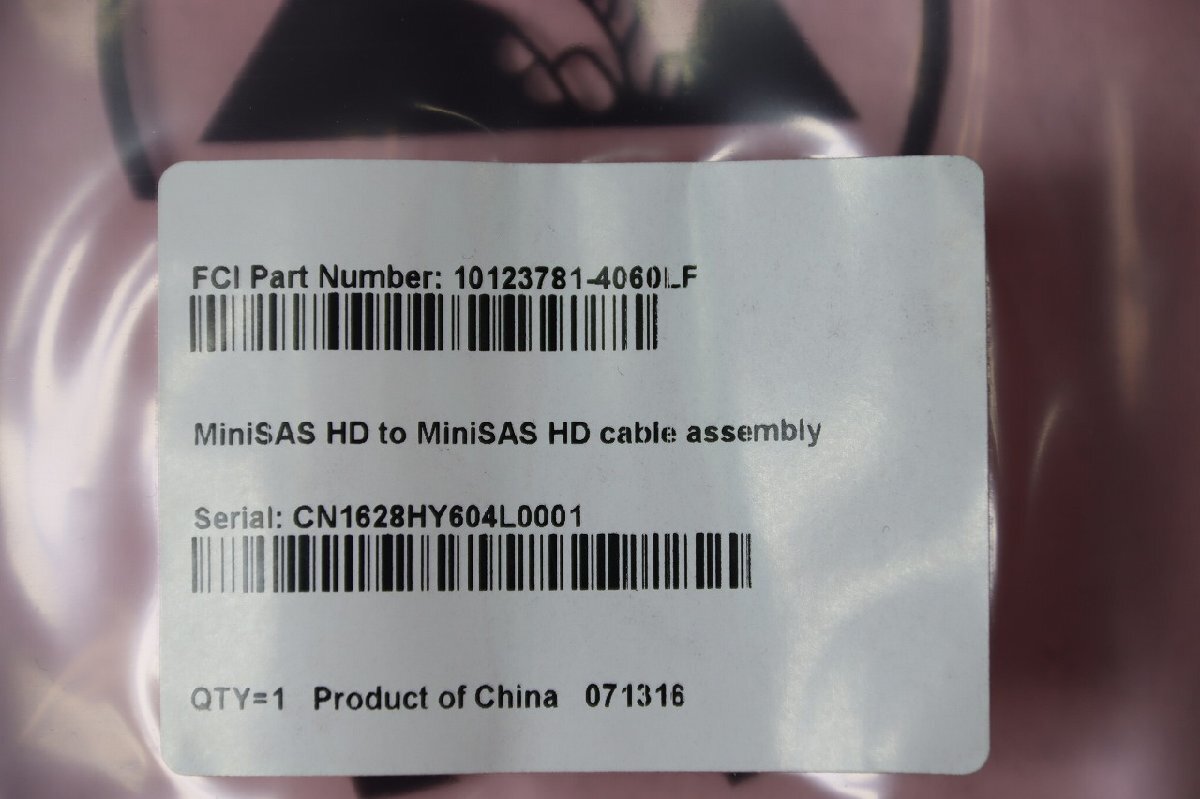 FCI Part Number: 10123781-4060LF
MiniSAS HD to MiniSAS HD cable assembly
Serial: CN1628HY604L0001
QTY=1 Product of China 071316